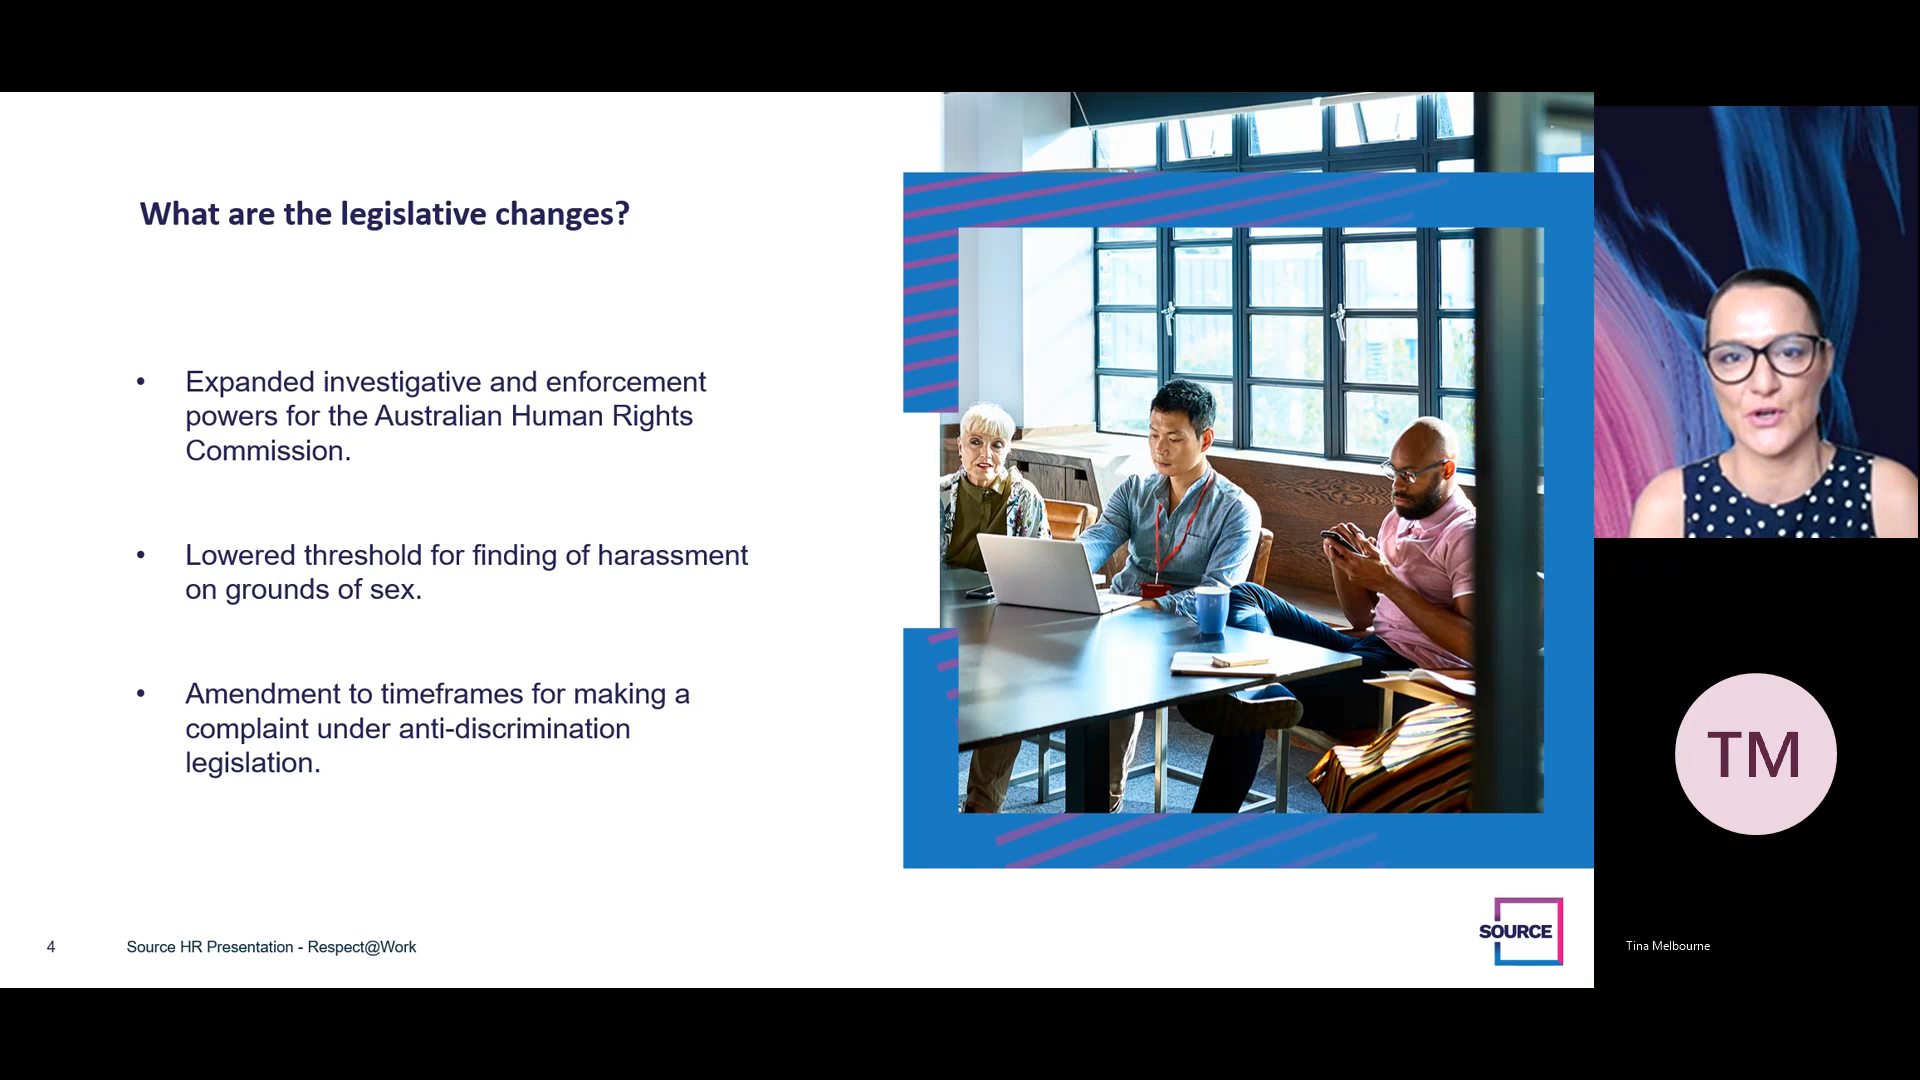 What are the legislative changes?
• Expanded investigative and enforcement
powers for the Australian Human Rights
Commission.
• Lowered threshold for finding of harassment
on grounds of sex.
• Amendment to timeframes for making a
complaint under anti-discrimination
legislation.
4
Source HR Presentation - Respect@Work
SOURCE
TM
Tina Melbourne